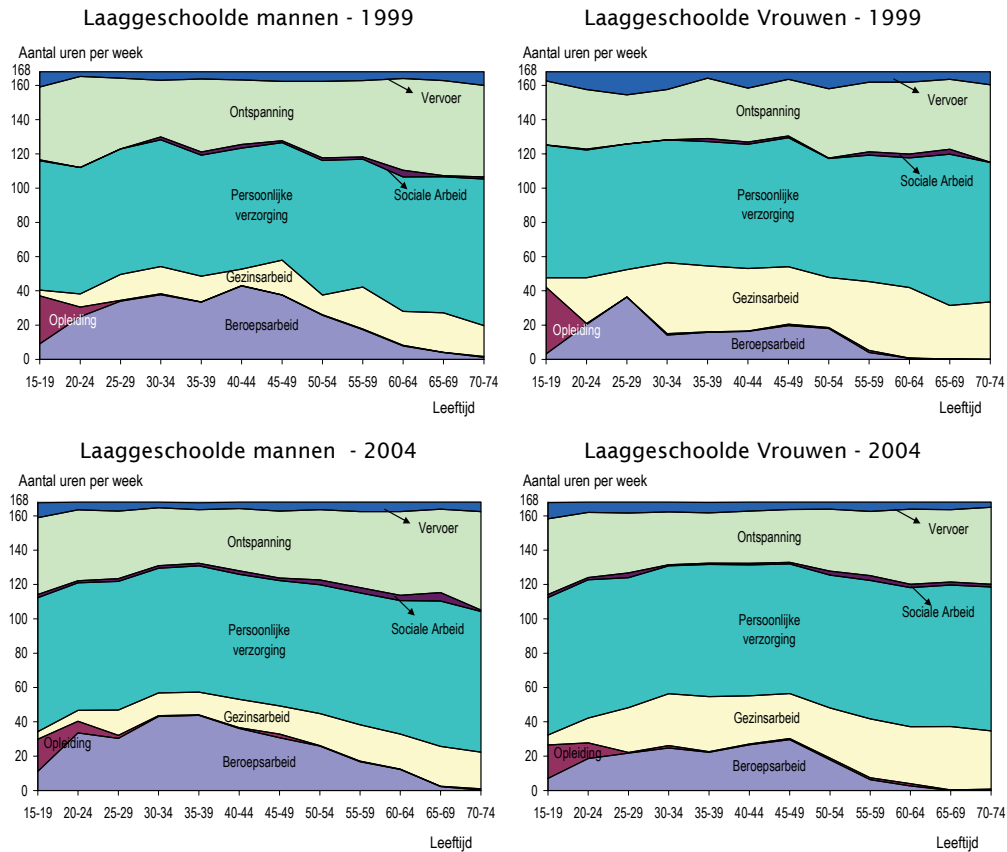 Laaggeschoolde mannen - 1999
Aantal uren per week
168
160
140
120
100
80
60
40
20
0
Vervoer
Ontspanning
Sociale Arbeid
Persoonlijke
verzorging
Gezinsarbeid
Opleiding
Beroepsarbeid
15-19 20-24 25-29 30-34 35-39 40-44 45-49 50-54 55-59 60-64 65-69 70-74
Leeftijd
Laaggeschoolde Vrouwen - 1999
Aantal uren per week
168
160
140
120
100
80
60
40
20
0
Vervoer
Ontspanning
Sociale Arbeid
Persoonlijke
verzorging
Gezinsarbeid
Opleiding
Beroepsarbeid
15-19 20-24 25-29 30-34 35-39 40-44 45-49 50-54 55-59 60-64 65-69 70-74
Leeftijd
Laaggeschoolde mannen - 2004
Aantal uren per week
168
160
140
120
100
80
60
40
20
0
Vervoer
Ontspanning
Sociale Arbeid
Persoonlijke
verzorging
Gezinsarbeid
Opleiding
Beroepsarbeid
15-19 20-24 25-29 30-34 35-39 40-44 45-49 50-54 55-59 60-64 65-69 70-74
Leeftijd
Laaggeschoolde Vrouwen - 2004
Aantal uren per week
168
160
140
120
100
80
60
40
20
0
Vervoer
Ontspanning
Sociale Arbeid
Persoonlijke
verzorging
Gezinsarbeid
Opleiding
Beroepsarbeid
15-19 20-24 25-29 30-34 35-39 40-44 45-49 50-54 55-59 60-64 65-69 70-74
Leeftijd